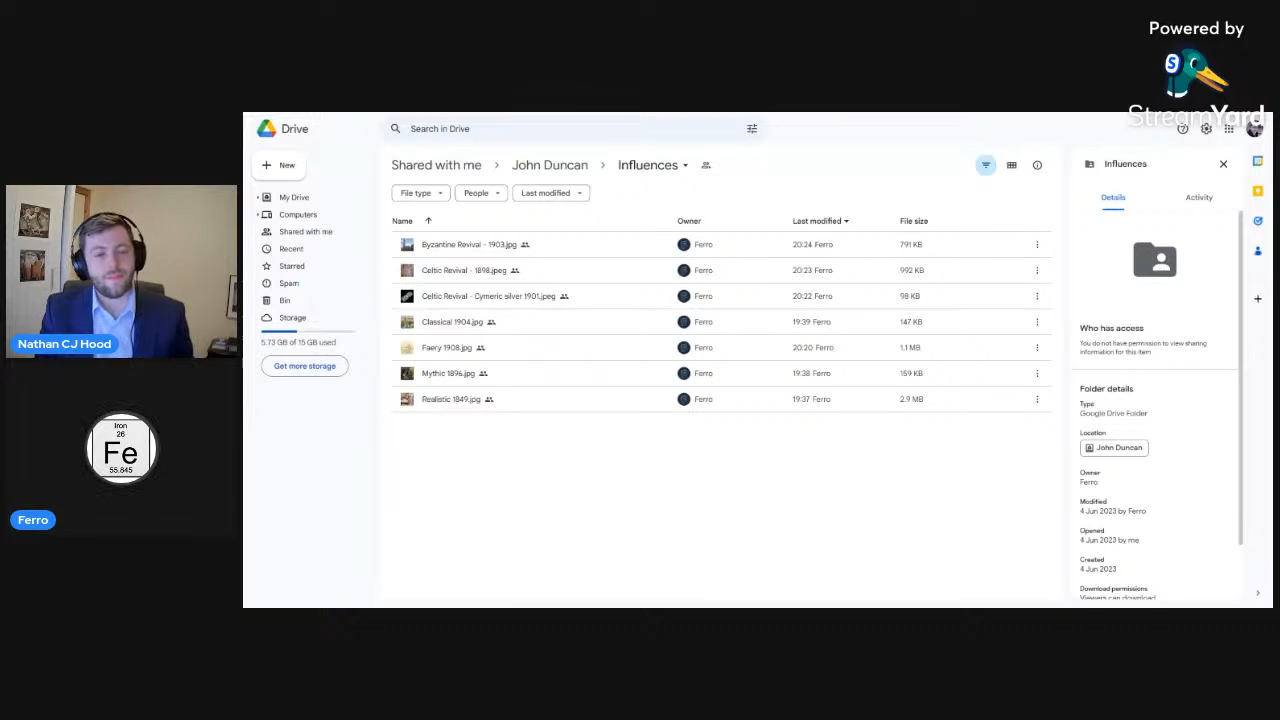 Powered by
StreamYard
Drive
Search in Drive
New
My Drive
Computers
Shared with me
Recent
Starred
Spam
Bin
Storage
5.73 GB of 15 GB used
Get more storage
Shared with me > John Duncan > Influences
File type
People
Last modified
Name
Owner
Last modified
File size
Byzantine Revival - 1903.jpg
Ferro
20:24 Ferro
791 KB
Celtic Revival - 1898.jpeg
Ferro
20:23 Ferro
992 KB
Celtic Revival - Cymeric silver 1901.jpeg
Ferro
20:22 Ferro
98 KB
Classical 1904.jpg
Ferro
19:39 Ferro
147 KB
Faery 1908.jpg
Ferro
20:20 Ferro
1.1 MB
Mythic 1896.jpg
Ferro
19:38 Ferro
159 KB
Realistic 1849.jpg
Ferro
19:37 Ferro
2.9 MB
Influences
Details
Activity
Who has access
You do not have permission to view sharing
information for this item
Folder details
Type
Google Drive Folder
Location
John Duncan
Owner
Ferro
Modified
4 Jun 2023 by Ferro
Opened
4 Jun 2023 by me
Created
4 Jun 2023
Download permissions
Viewers can download
Nathan CJ Hood
Iron
26
Fe
55.845
Ferro